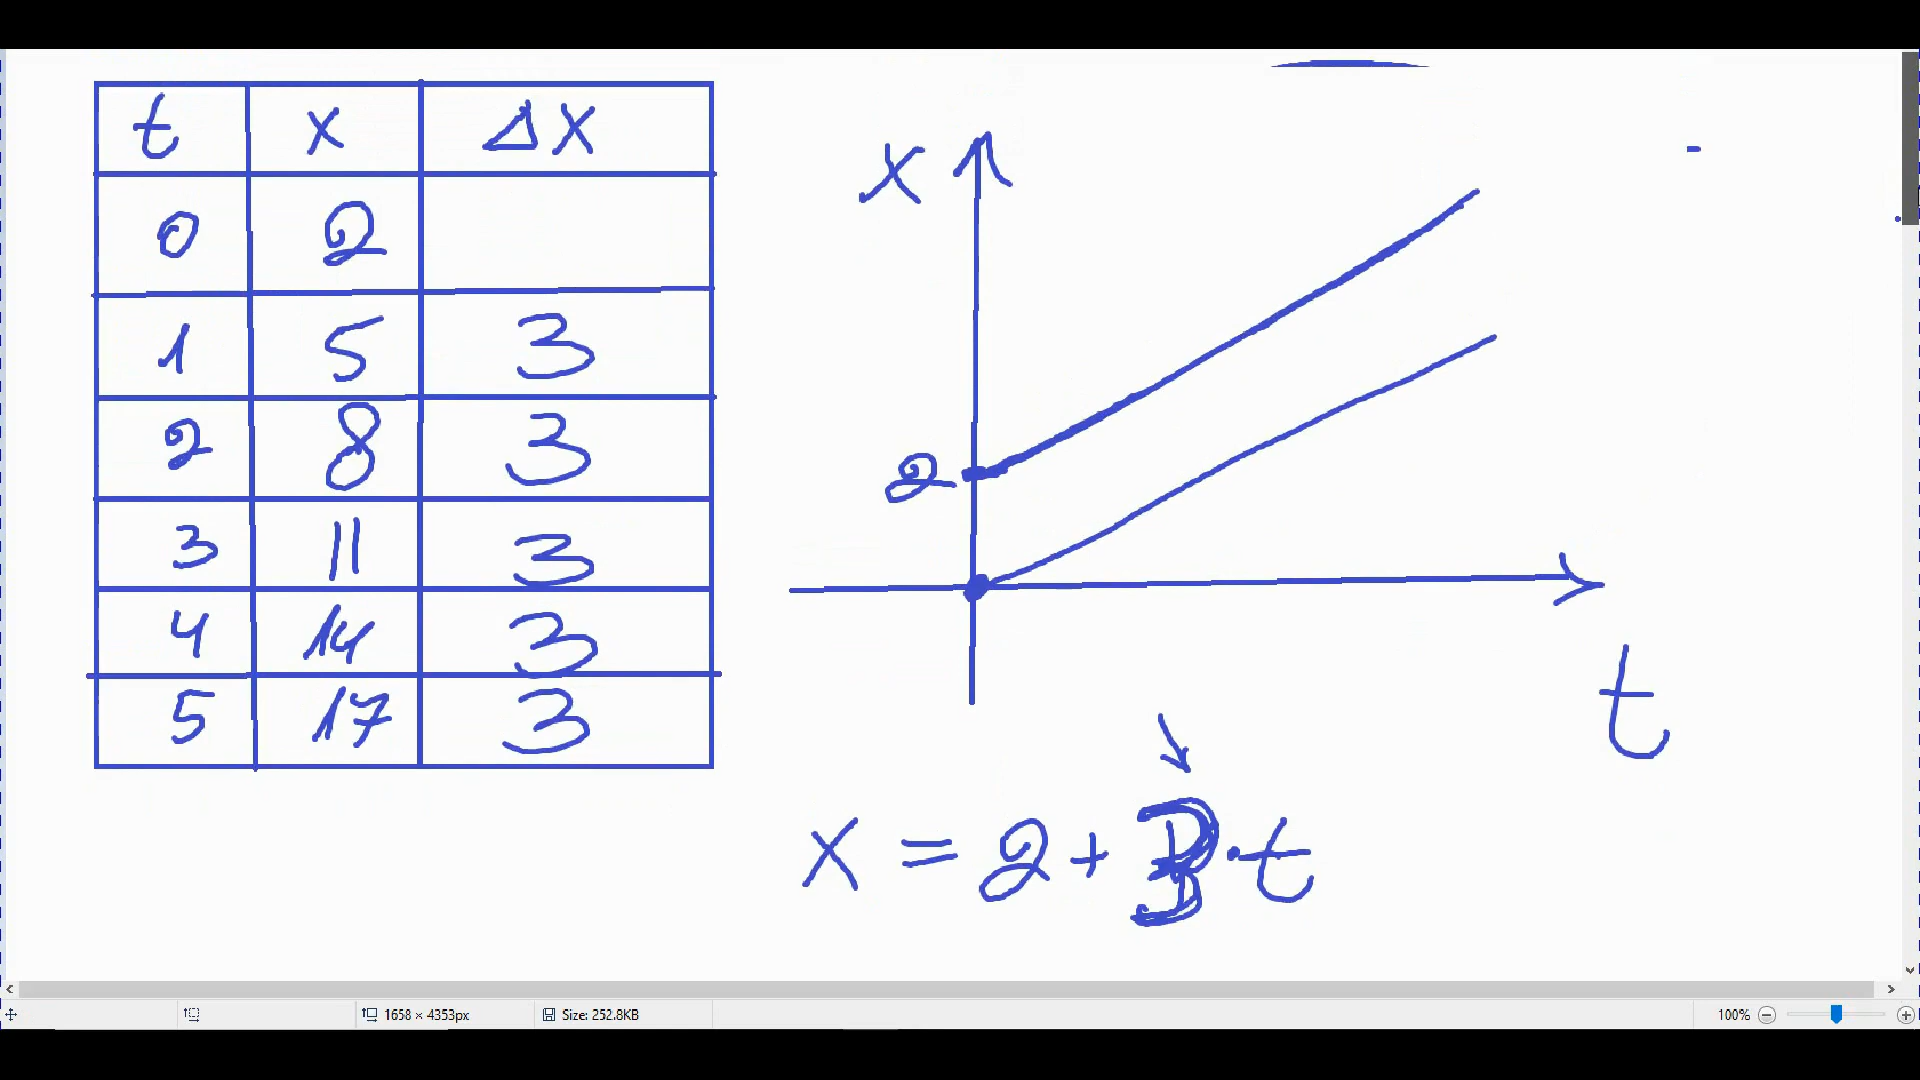 t x Δx
0 2
1 5 3
2 8 3
3 11 3
4 14 3
5 17 3
x
2
t
x = 2 + 3 · t
1658 × 4353px Size: 252.8KB 100%